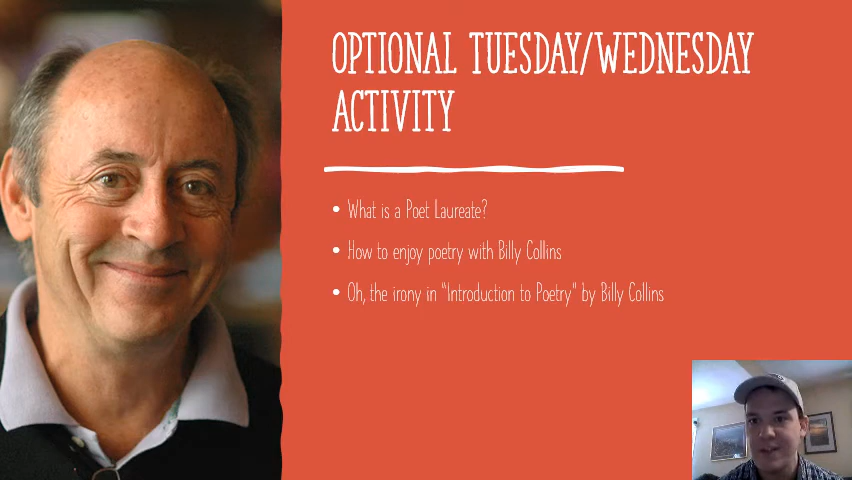 OPTIONAL TUESDAY/WEDNESDAY
ACTIVITY
• What is a Poet Laureate?
• How to enjoy poetry with Billy Collins
• Oh, the irony in “Introduction to Poetry” by Billy Collins